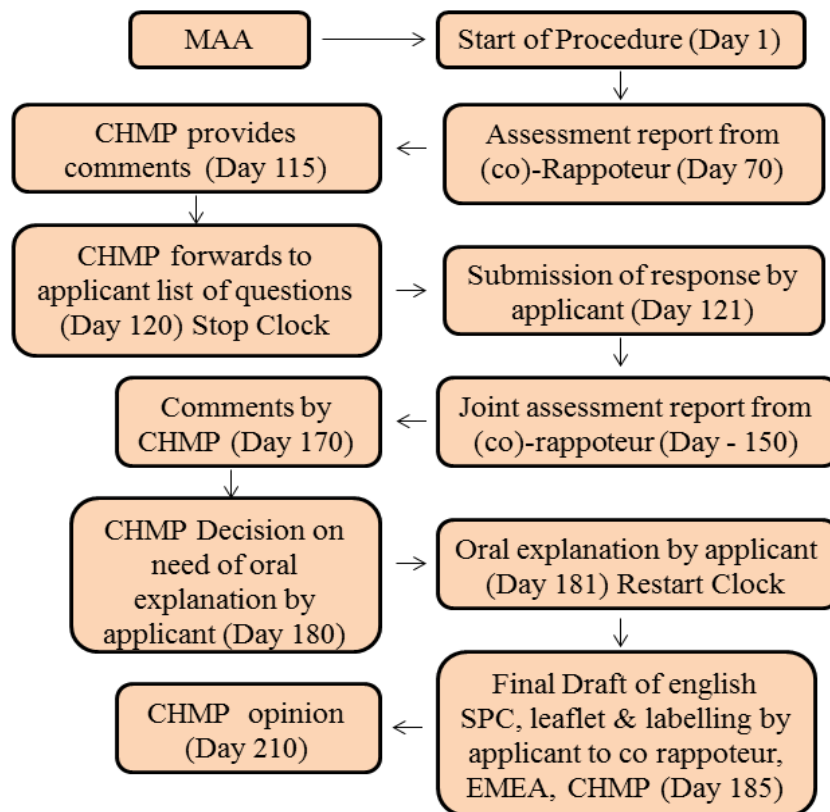 MAA
Start of Procedure (Day 1)
Assessment report from
(co)-Rappoteur (Day 70)
CHMP provides
comments (Day 115)
CHMP forwards to
applicant list of questions
(Day 120) Stop Clock
Submission of response by
applicant (Day 121)
Joint assessment report from
(co)-rappoteur (Day - 150)
Comments by
CHMP (Day 170)
CHMP Decision on
need of oral
explanation by
applicant (Day 180)
Oral explanation by applicant
(Day 181) Restart Clock
Final Draft of english
SPC, leaflet & labelling by
applicant to co rappoteur,
EMEA, CHMP (Day 185)
CHMP opinion
(Day 210)